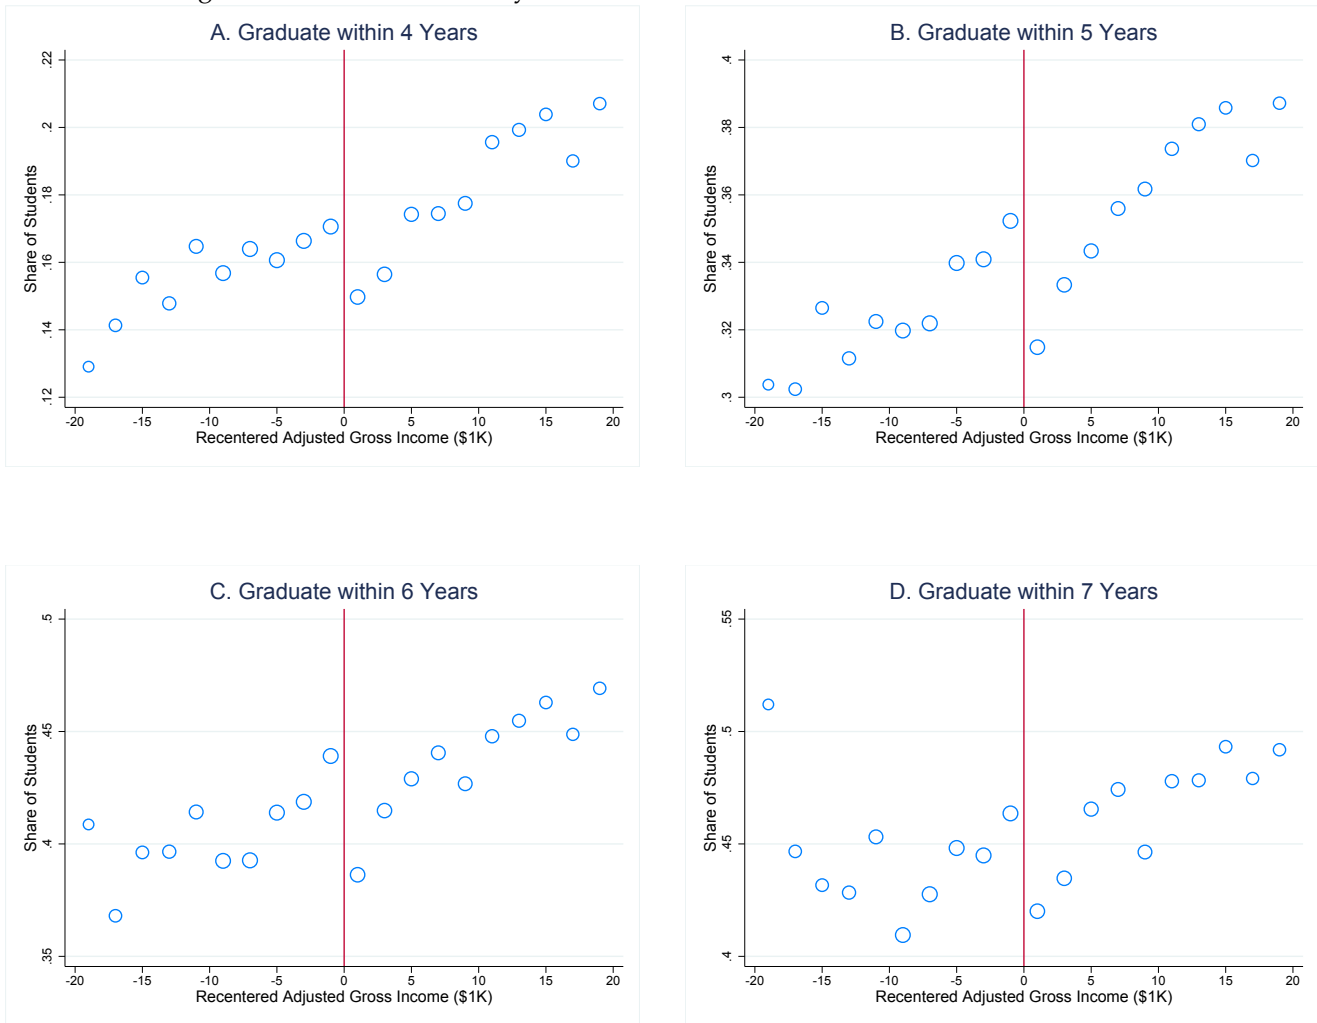 A. Graduate within 4 Years
Share of Students
.22
.2
.18
.16
.14
.12
-20 -15 -10 -5 0 5 10 15 20
Recentered Adjusted Gross Income ($1K)
B. Graduate within 5 Years
Share of Students
.4
.38
.36
.34
.32
.3
-20 -15 -10 -5 0 5 10 15 20
Recentered Adjusted Gross Income ($1K)
C. Graduate within 6 Years
Share of Students
.5
.45
.4
.35
-20 -15 -10 -5 0 5 10 15 20
Recentered Adjusted Gross Income ($1K)
D. Graduate within 7 Years
Share of Students
.55
.5
.45
.4
-20 -15 -10 -5 0 5 10 15 20
Recentered Adjusted Gross Income ($1K)